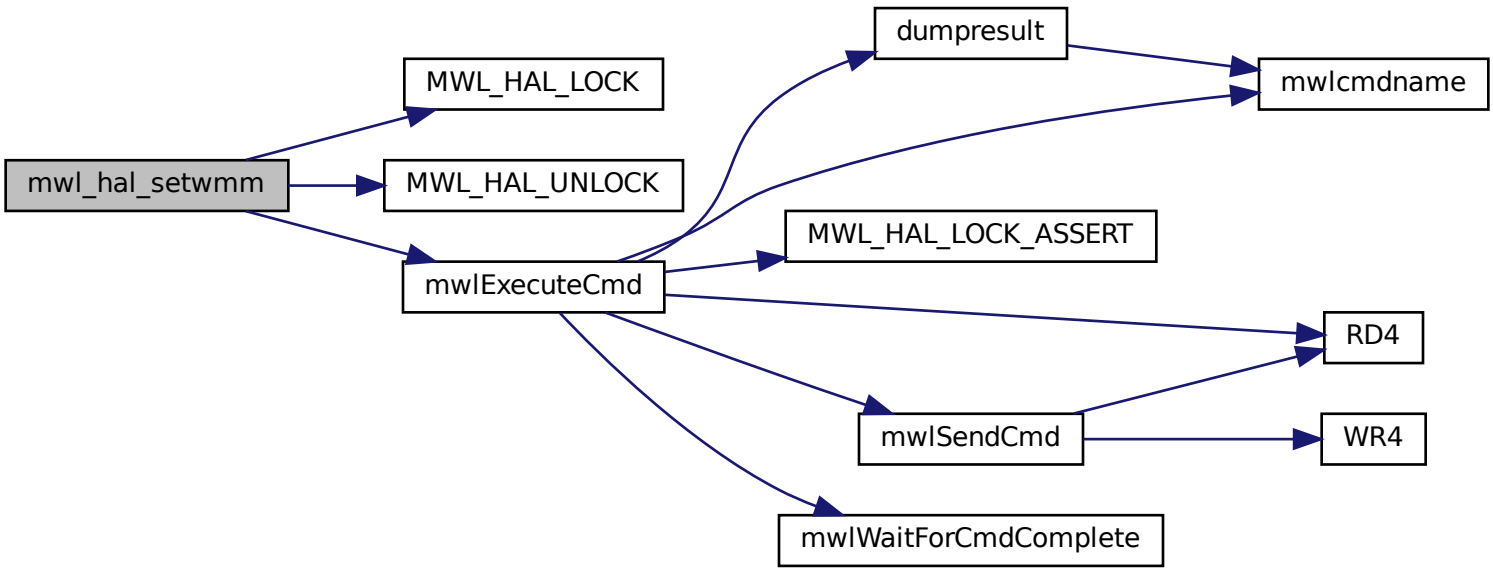 dumpresult
MWL_HAL_LOCK
mwlcmdname
mwl_hal_setwmm
MWL_HAL_UNLOCK
MWL_HAL_LOCK_ASSERT
mwlExecuteCmd
RD4
mwlSendCmd
WR4
mwlWaitForCmdComplete